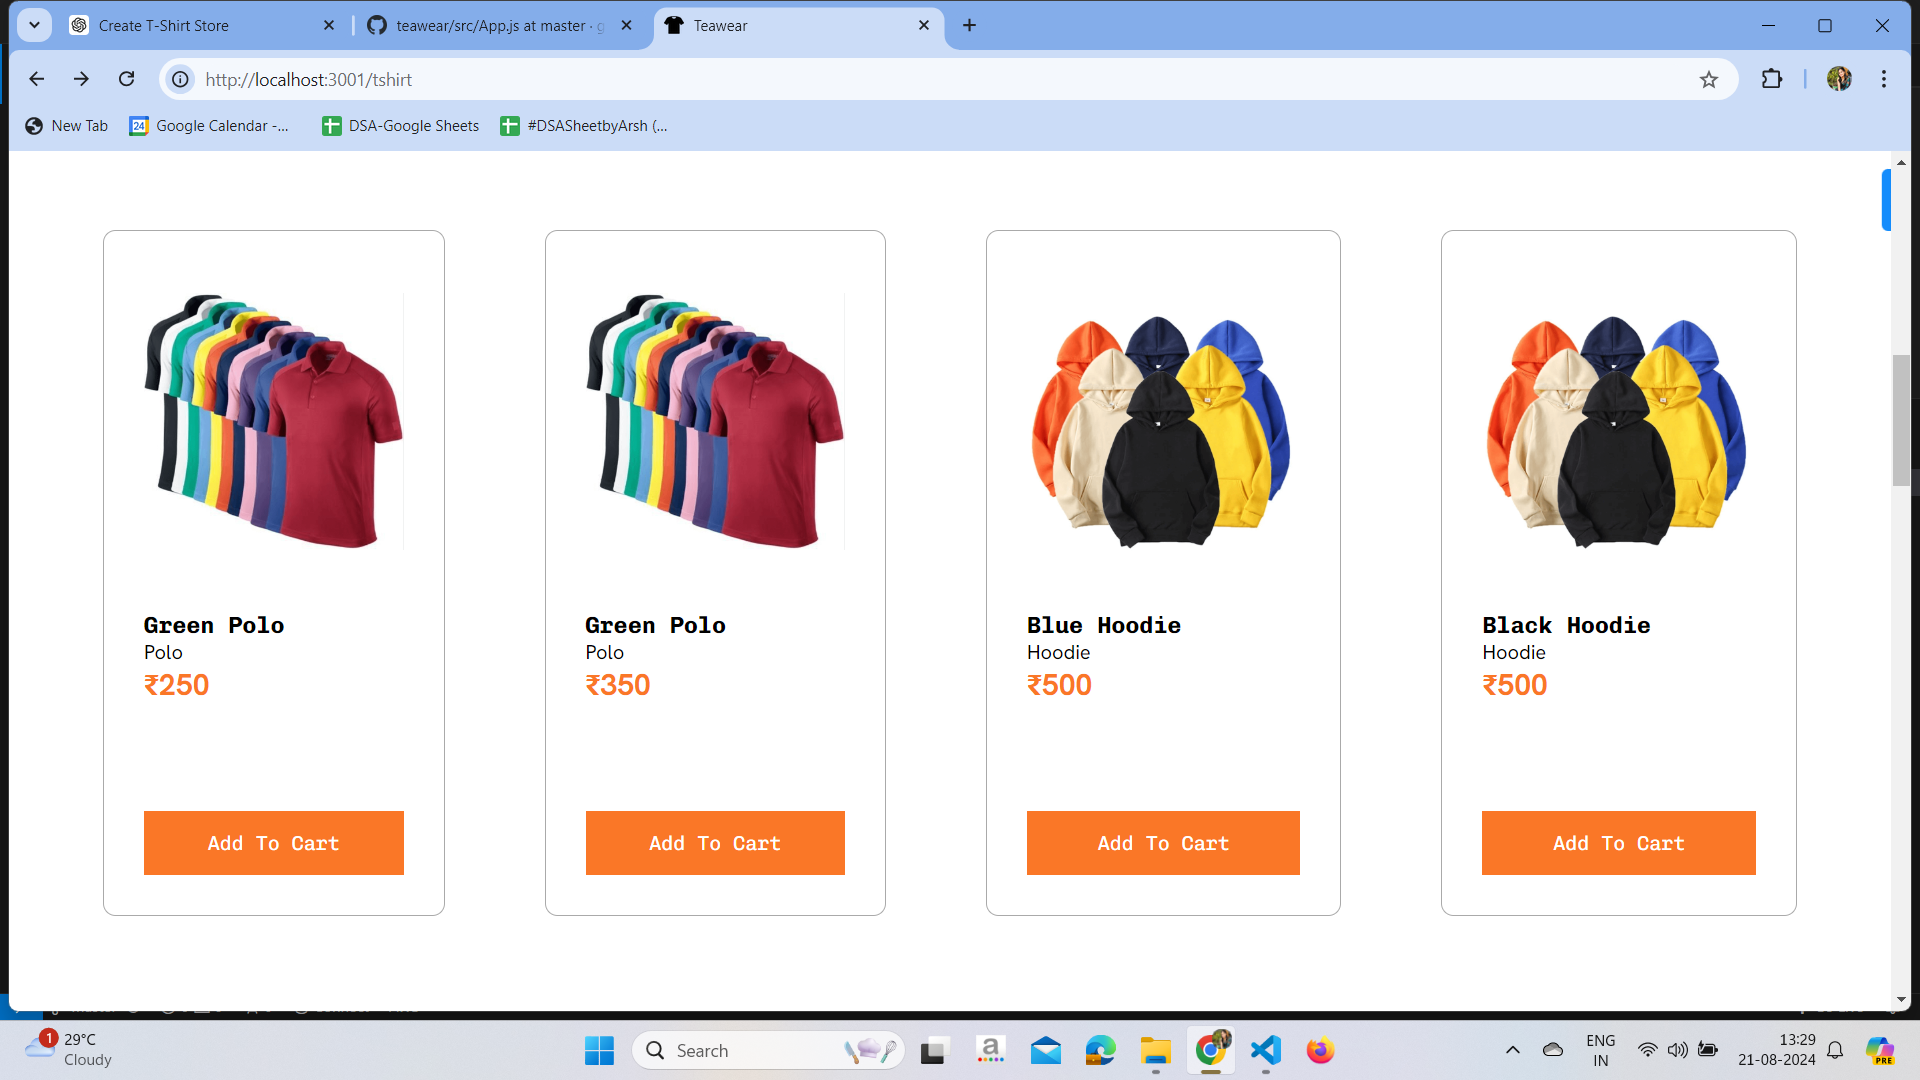 Create T-Shirt Store
teawear/src/App.js at master · g
Teawear
http://localhost:3001/tshirt
New Tab
24
Google Calendar -...
DSA-Google Sheets
#DSASheetbyArsh (...
Green Polo
Polo
₹250
Add To Cart
Green Polo
Polo
₹350
Add To Cart
Blue Hoodie
Hoodie
₹500
Add To Cart
Black Hoodie
Hoodie
₹500
Add To Cart
1
29°C
Cloudy
Search
a
ENG
IN
13:29
21-08-2024
PRE